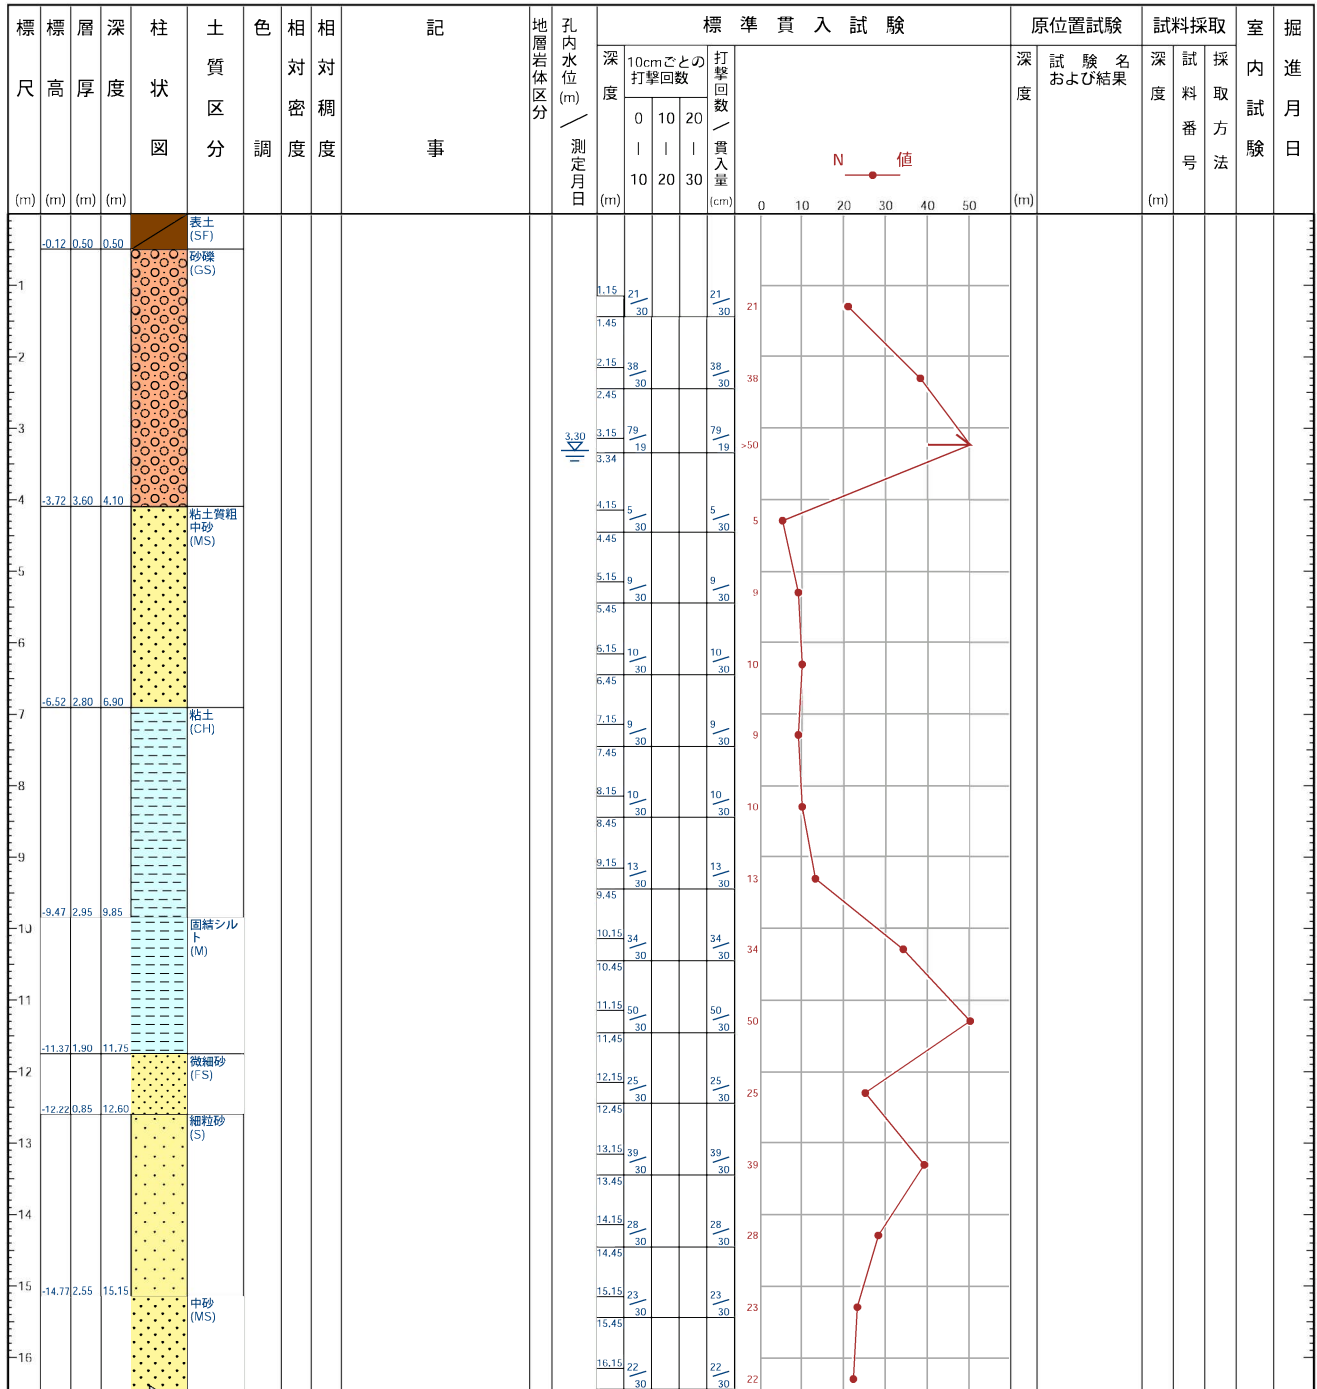 標尺(m)
標高(m)
層厚(m)
深度(m)
柱状図
土質区分
色調
相対密度
相対稠度
記事
地層岩体区分
孔内水位(m)／測定月日
標準貫入試験
深度(m)
10cmごとの
打撃回数
0 10 20
| | |
10 20 30
打撃回数／貫入量(cm)
N 値
0 10 20 30 40 50
原位置試験
深度(m)
試験名
および結果
試料採取
深度(m)
試料番号
採取方法
室内試験
掘進月日
表土
(SF)
-0.12 0.50 0.50
砂礫
(GS)
1
1.15 21/30 21/30 21
1.45
2
2.15 38/30 38/30 38
2.45
3
3.30
3.15 79/19 79/19 >50
3.34
4
-3.72 3.60 4.10
粘土質粗
中砂
(MS)
4.15 5/30 5/30 5
4.45
5
5.15 9/30 9/30 9
5.45
6
6.15 10/30 10/30 10
6.45
-6.52 2.80 6.90
7
粘土
(CH)
7.15 9/30 9/30 9
7.45
8
8.15 10/30 10/30 10
8.45
9
9.15 13/30 13/30 13
9.45
-9.47 2.95 9.85
10
固結シル
ト
(M)
10.15 34/30 34/30 34
10.45
11
11.15 50/30 50/30 50
11.45
-11.37 1.90 11.75
微細砂
(FS)
12
12.15 25/30 25/30 25
12.45
-12.22 0.85 12.60
細粒砂
(S)
13
13.15 39/30 39/30 39
13.45
14
14.15 28/30 28/30 28
14.45
15
-14.77 2.55 15.15
中砂
(MS)
15.15 23/30 23/30 23
15.45
16
16.15 22/30 22/30 22